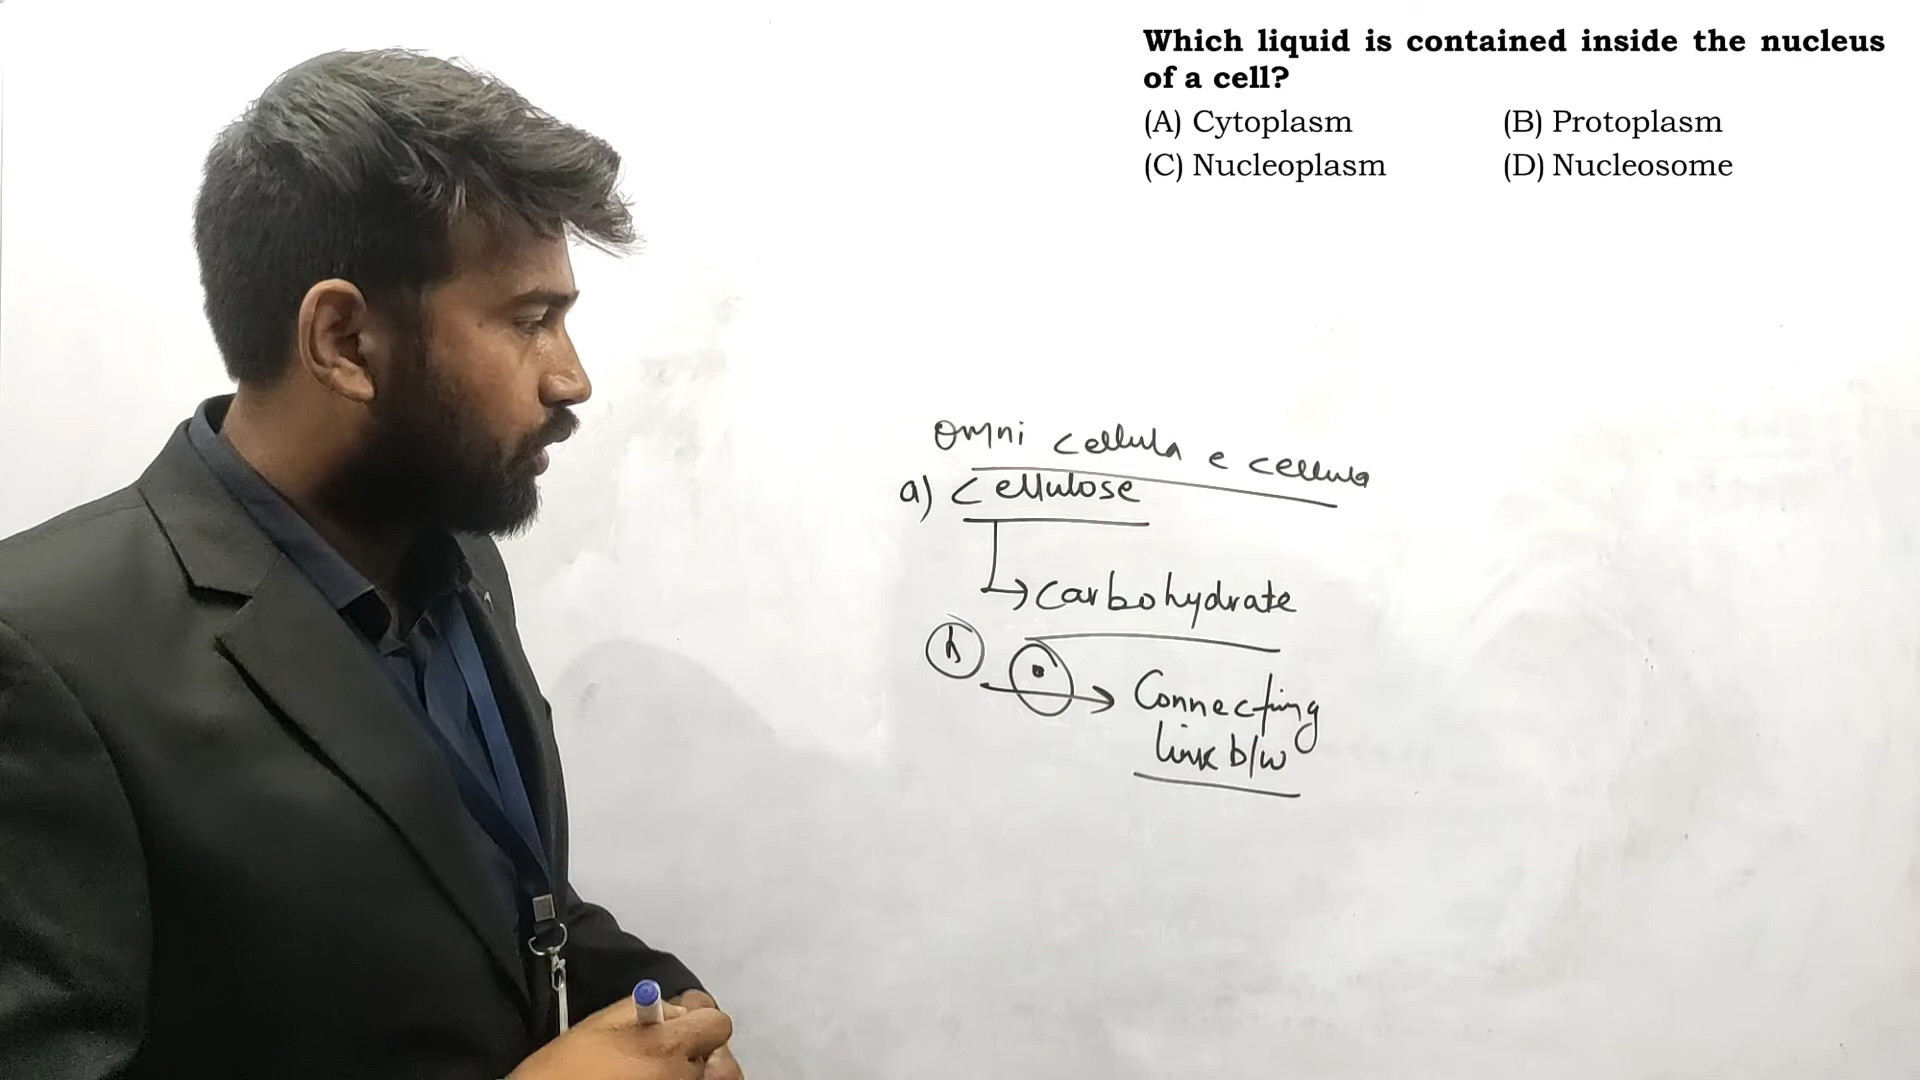 Which liquid is contained inside the nucleus
of a cell?
(A) Cytoplasm (B) Protoplasm
(C) Nucleoplasm (D) Nucleosome
omni cellula e cellula
a) Cellulose
→ carbohydrate
→ Connecting
link b/w